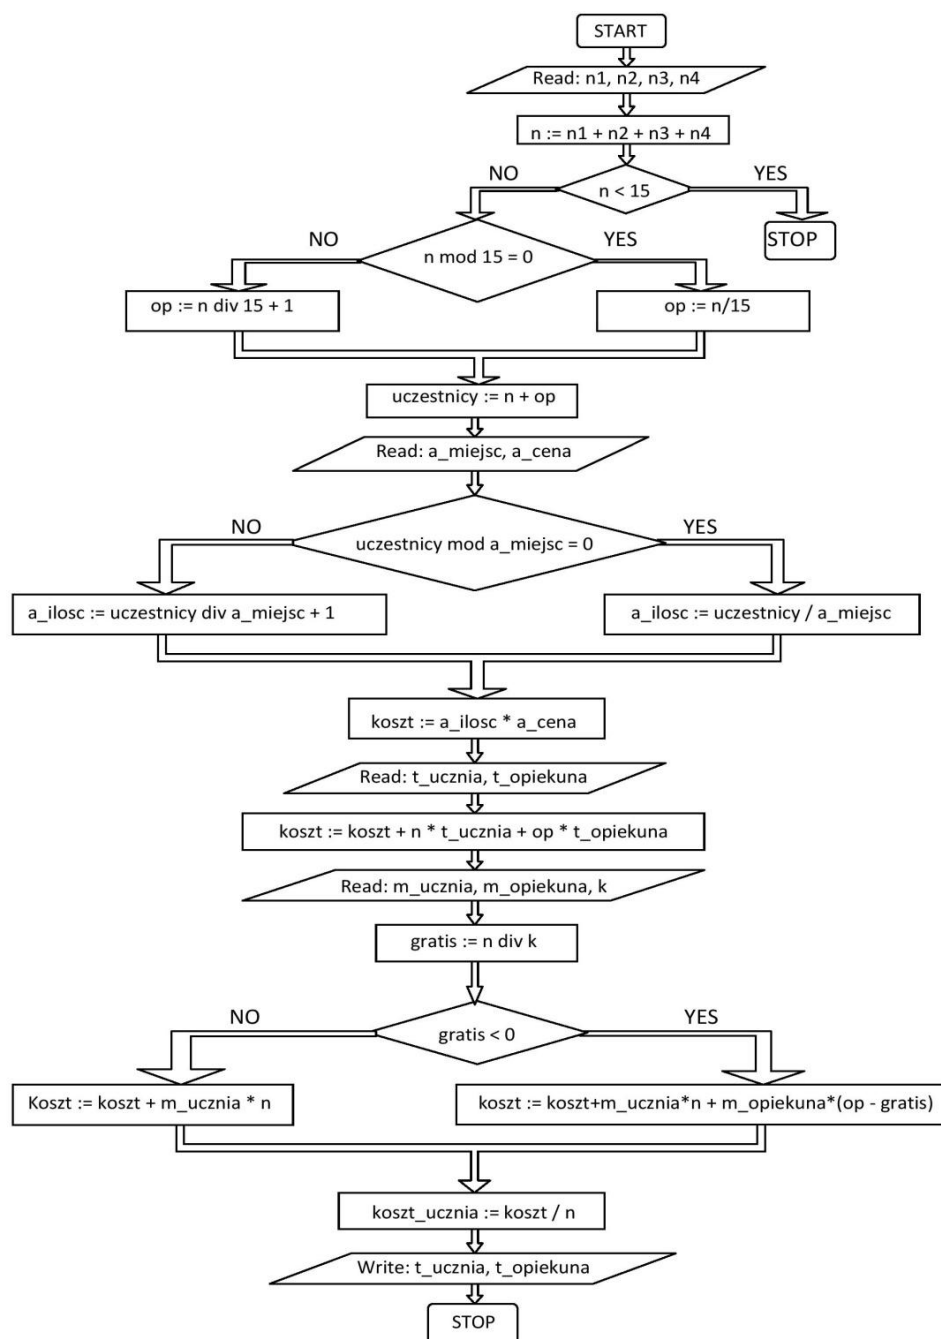 START
Read: n1, n2, n3, n4
n := n1 + n2 + n3 + n4
NO
YES
n < 15
STOP
NO
YES
n mod 15 = 0
op := n div 15 + 1
op := n/15
uczestnicy := n + op
Read: a_miejsc, a_cena
NO
YES
uczestnicy mod a_miejsc = 0
a_ilosc := uczestnicy div a_miejsc + 1
a_ilosc := uczestnicy / a_miejsc
koszt := a_ilosc * a_cena
Read: t_ucznia, t_opiekuna
koszt := koszt + n * t_ucznia + op * t_opiekuna
Read: m_ucznia, m_opiekuna, k
gratis := n div k
NO
YES
gratis < 0
Koszt := koszt + m_ucznia * n
koszt := koszt+m_ucznia*n + m_opiekuna*(op - gratis)
koszt_ucznia := koszt / n
Write: t_ucznia, t_opiekuna
STOP